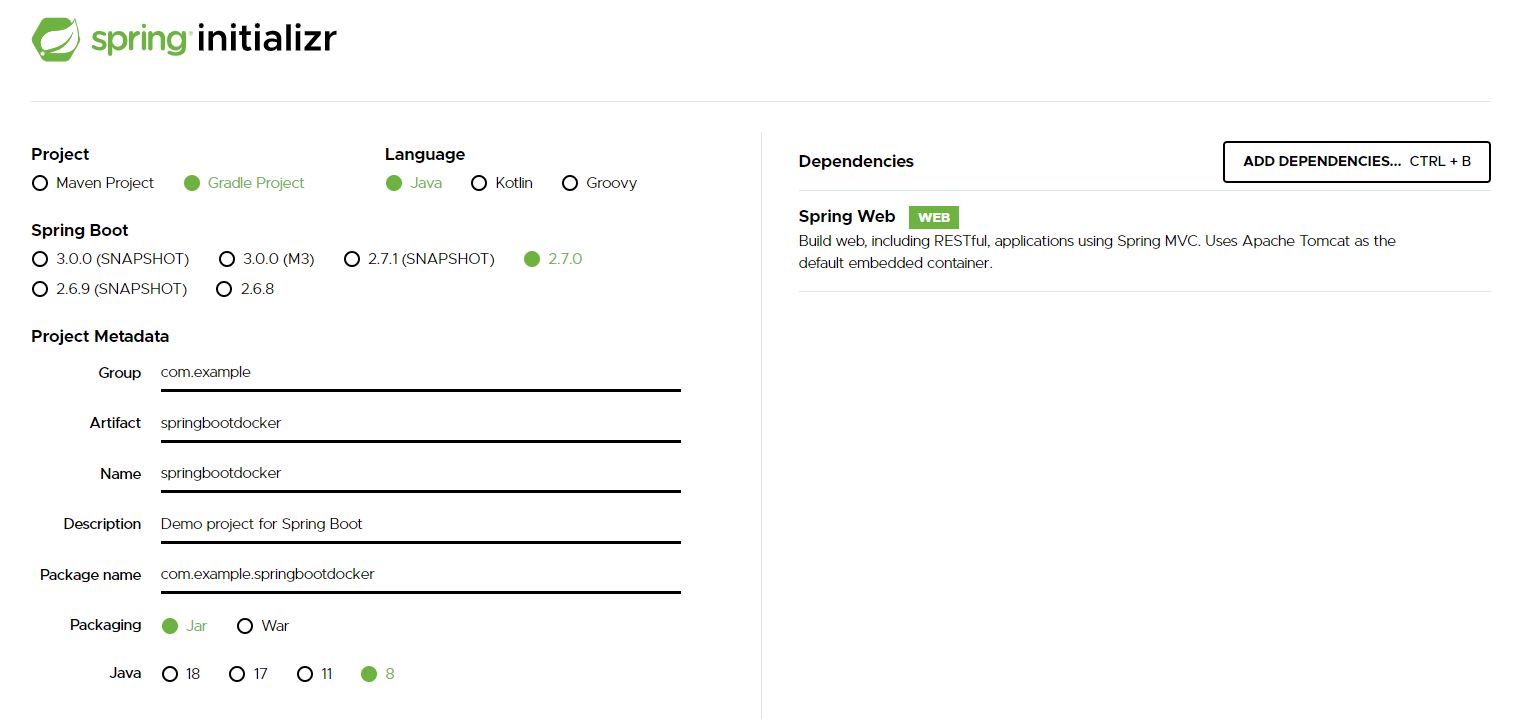 spring initializr
Project
Maven Project Gradle Project
Language
Java Kotlin Groovy
Spring Boot
3.0.0 (SNAPSHOT) 3.0.0 (M3) 2.7.1 (SNAPSHOT) 2.7.0
2.6.9 (SNAPSHOT) 2.6.8
Project Metadata
Group com.example
Artifact springbootdocker
Name springbootdocker
Description Demo project for Spring Boot
Package name com.example.springbootdocker
Packaging Jar War
Java 18 17 11 8
Dependencies ADD DEPENDENCIES... CTRL + B
Spring Web WEB
Build web, including RESTful, applications using Spring MVC. Uses Apache Tomcat as the
default embedded container.